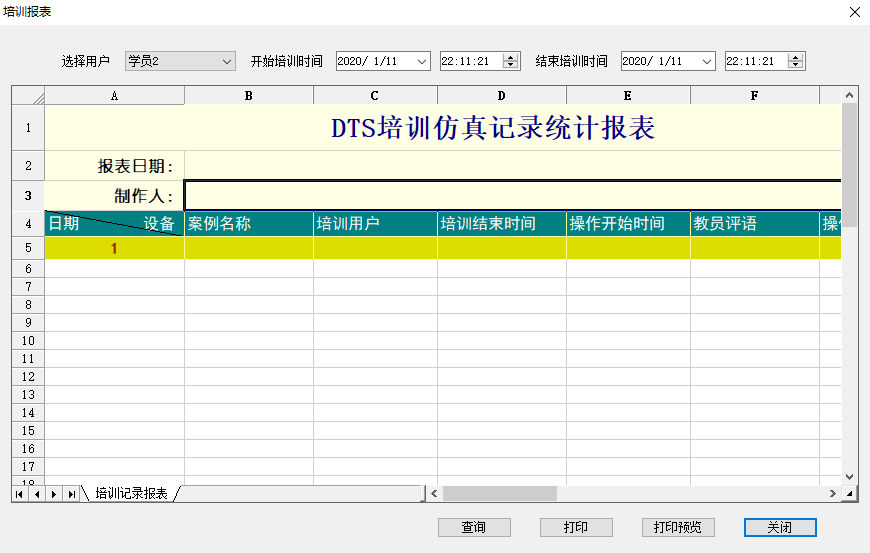 培训报表
选择用户 学员2 开始培训时间 2020/ 1/11 22:11:21 结束培训时间 2020/ 1/11 22:11:21
A B C D E F
1 DTS培训仿真记录统计报表
2 报表日期:
3 制作人:
4 日期 设备 案例名称 培训用户 培训结束时间 操作开始时间 教员评语
5 1
6
7
8
9
10
11
12
13
14
15
16
17
培训记录报表
查询 打印 打印预览 关闭